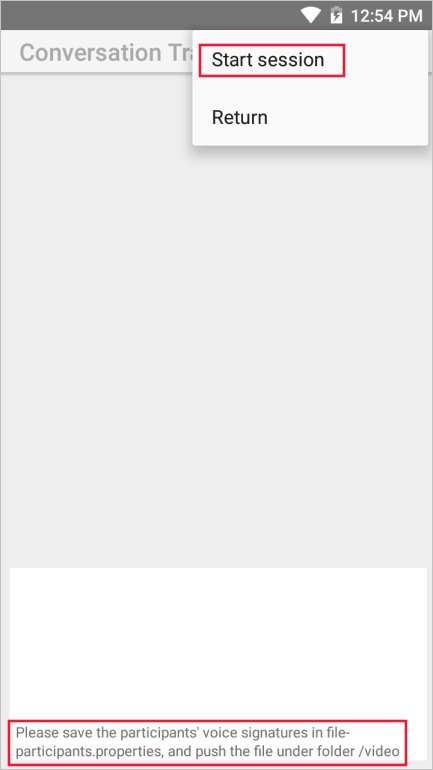 12:54 PM
Conversation
Start session
Return
Please save the participants' voice signatures in file-
participants.properties, and push the file under folder /video